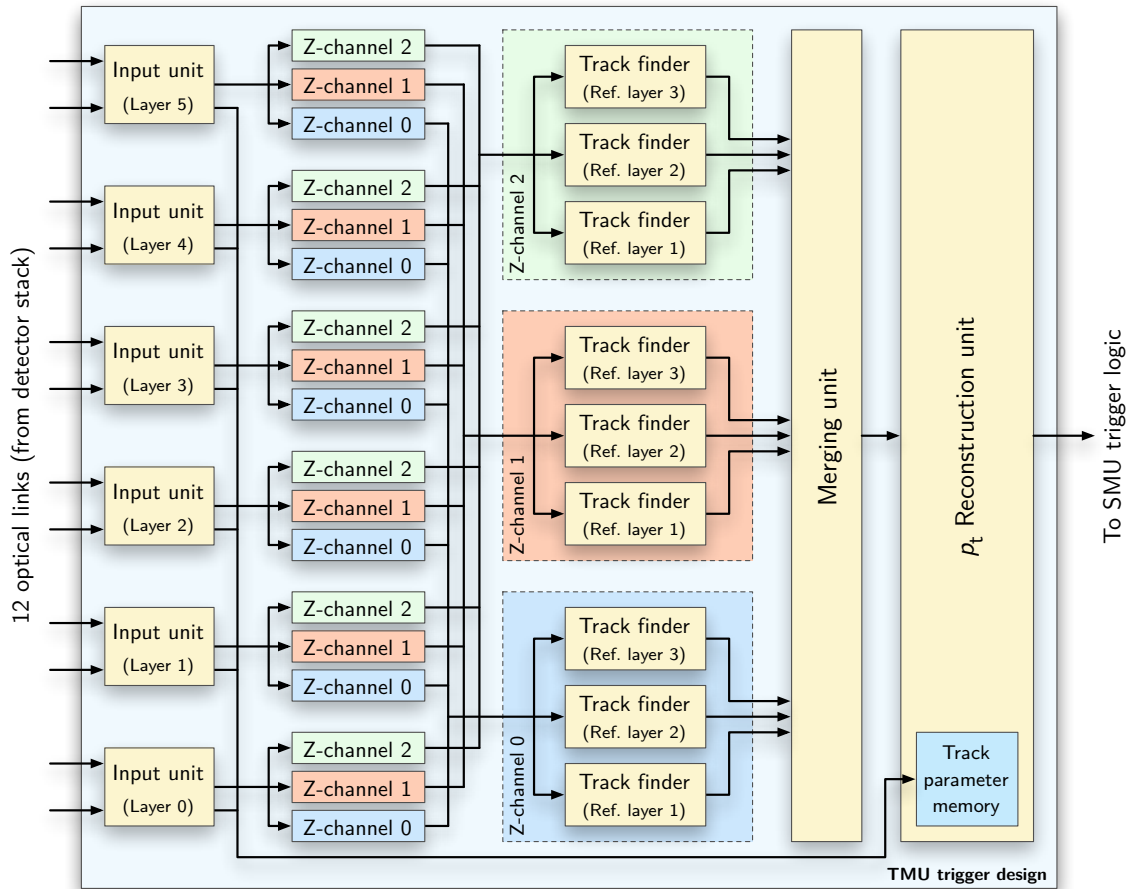 12 optical links (from detector stack)
Input unit
(Layer 5)
Z-channel 2
Z-channel 1
Z-channel 0
Input unit
(Layer 4)
Z-channel 2
Z-channel 1
Z-channel 0
Input unit
(Layer 3)
Z-channel 2
Z-channel 1
Z-channel 0
Input unit
(Layer 2)
Z-channel 2
Z-channel 1
Z-channel 0
Input unit
(Layer 1)
Z-channel 2
Z-channel 1
Z-channel 0
Input unit
(Layer 0)
Z-channel 2
Z-channel 1
Z-channel 0
Z-channel 2
Track finder
(Ref. layer 3)
Track finder
(Ref. layer 2)
Track finder
(Ref. layer 1)
Z-channel 1
Track finder
(Ref. layer 3)
Track finder
(Ref. layer 2)
Track finder
(Ref. layer 1)
Z-channel 0
Track finder
(Ref. layer 3)
Track finder
(Ref. layer 2)
Track finder
(Ref. layer 1)
Merging unit
pt Reconstruction unit
Track
parameter
memory
To SMU trigger logic
TMU trigger design